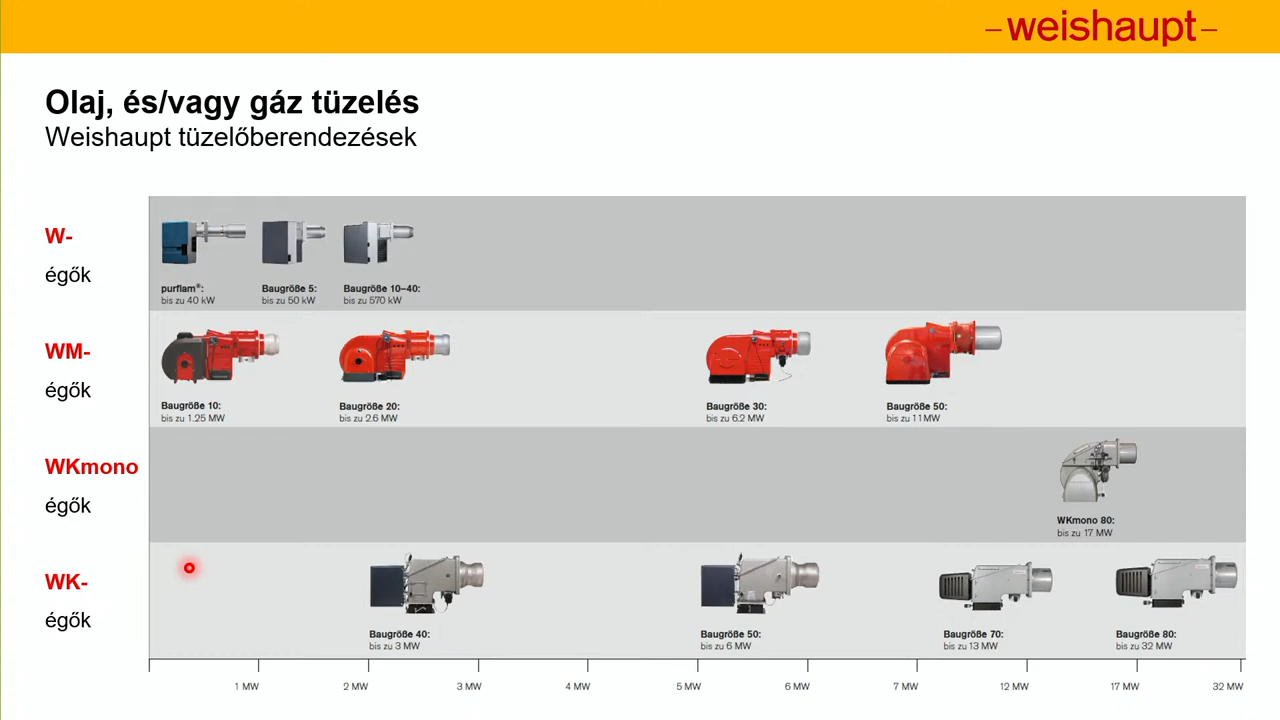 –weishaupt–
Olaj, és/vagy gáz tüzelés
Weishaupt tüzelőberendezések
W-
égők
purflam®:
bis zu 40 kW
Baugröße 5:
bis zu 50 kW
Baugröße 10–40:
bis zu 570 kW
WM-
égők
Baugröße 10:
bis zu 1.25 MW
Baugröße 20:
bis zu 2.6 MW
Baugröße 30:
bis zu 6.2 MW
Baugröße 50:
bis zu 11MW
WKmono
égők
WKmono 80:
bis zu 17 MW
WK-
égők
Baugröße 40:
bis zu 3 MW
Baugröße 50:
bis zu 6 MW
Baugröße 70:
bis zu 13 MW
Baugröße 80:
bis zu 32 MW
1 MW 2 MW 3 MW 4 MW 5 MW 6 MW 7 MW 12 MW 17 MW 32 MW